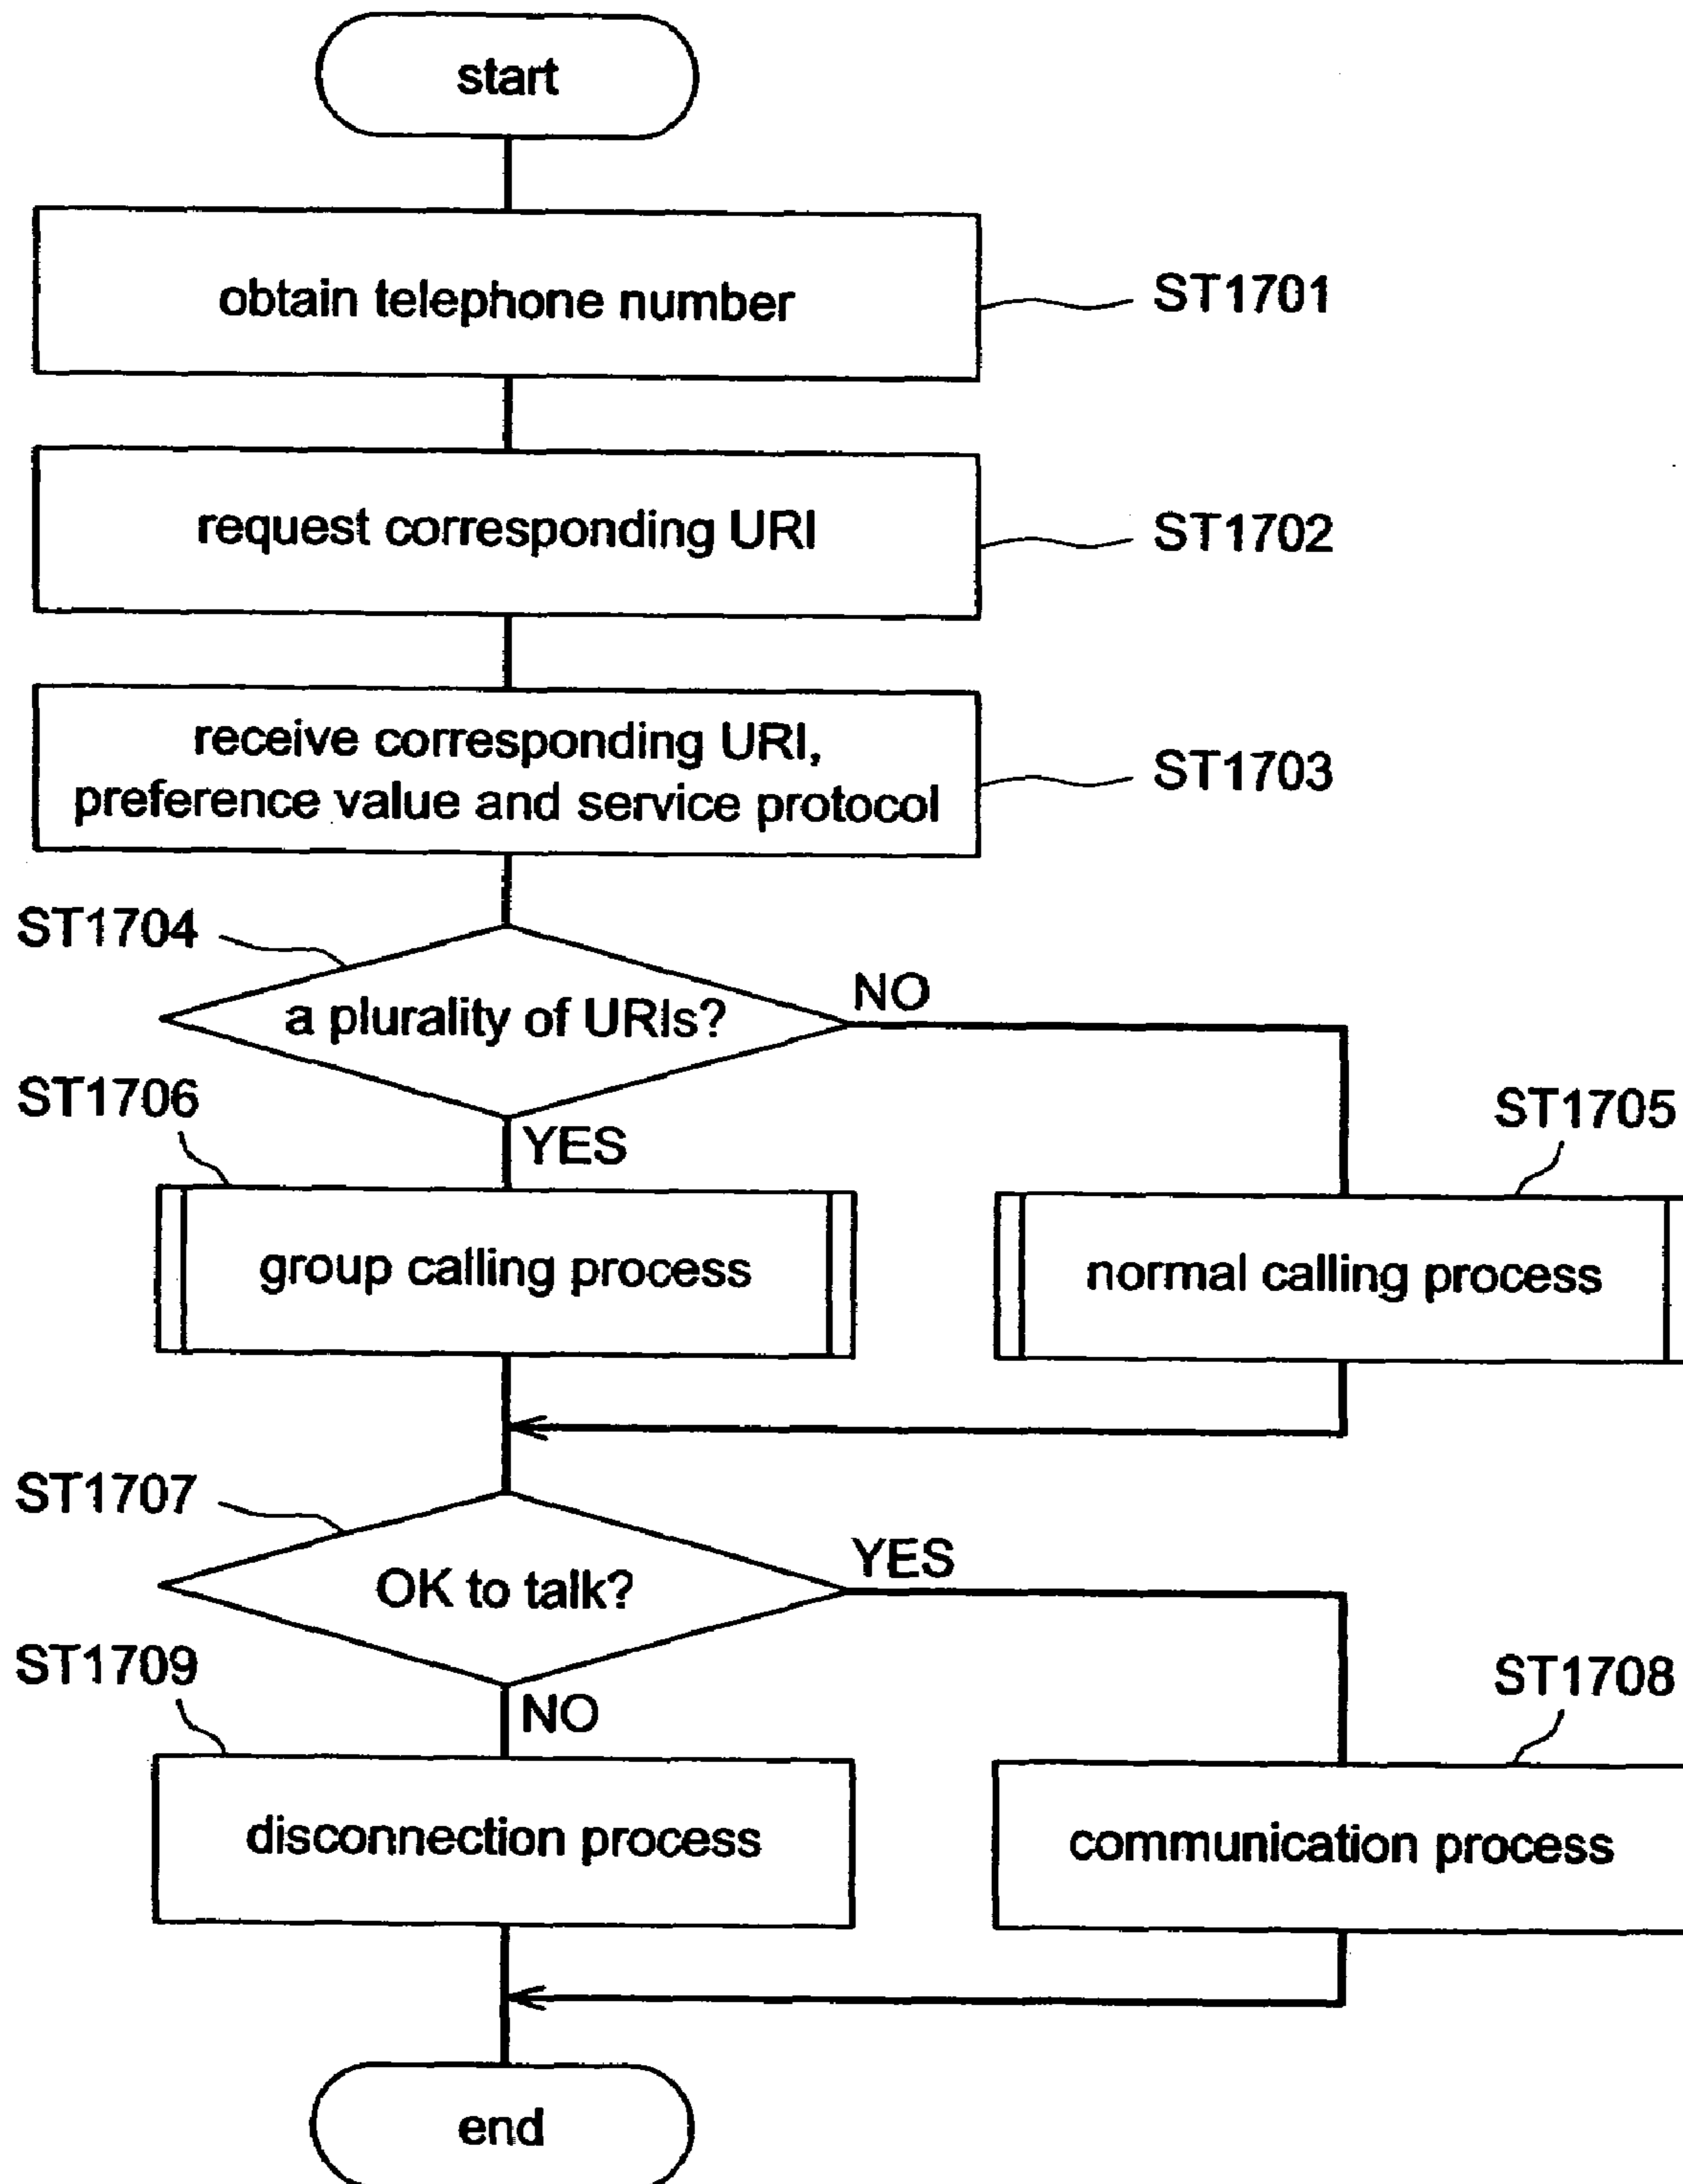 start
obtain telephone number
ST1701
request corresponding URI
ST1702
receive corresponding URI,
preference value and service protocol
ST1703
ST1704
a plurality of URIs?
NO
YES
ST1706
group calling process
ST1705
normal calling process
ST1707
OK to talk?
YES
NO
ST1709
disconnection process
ST1708
communication process
end